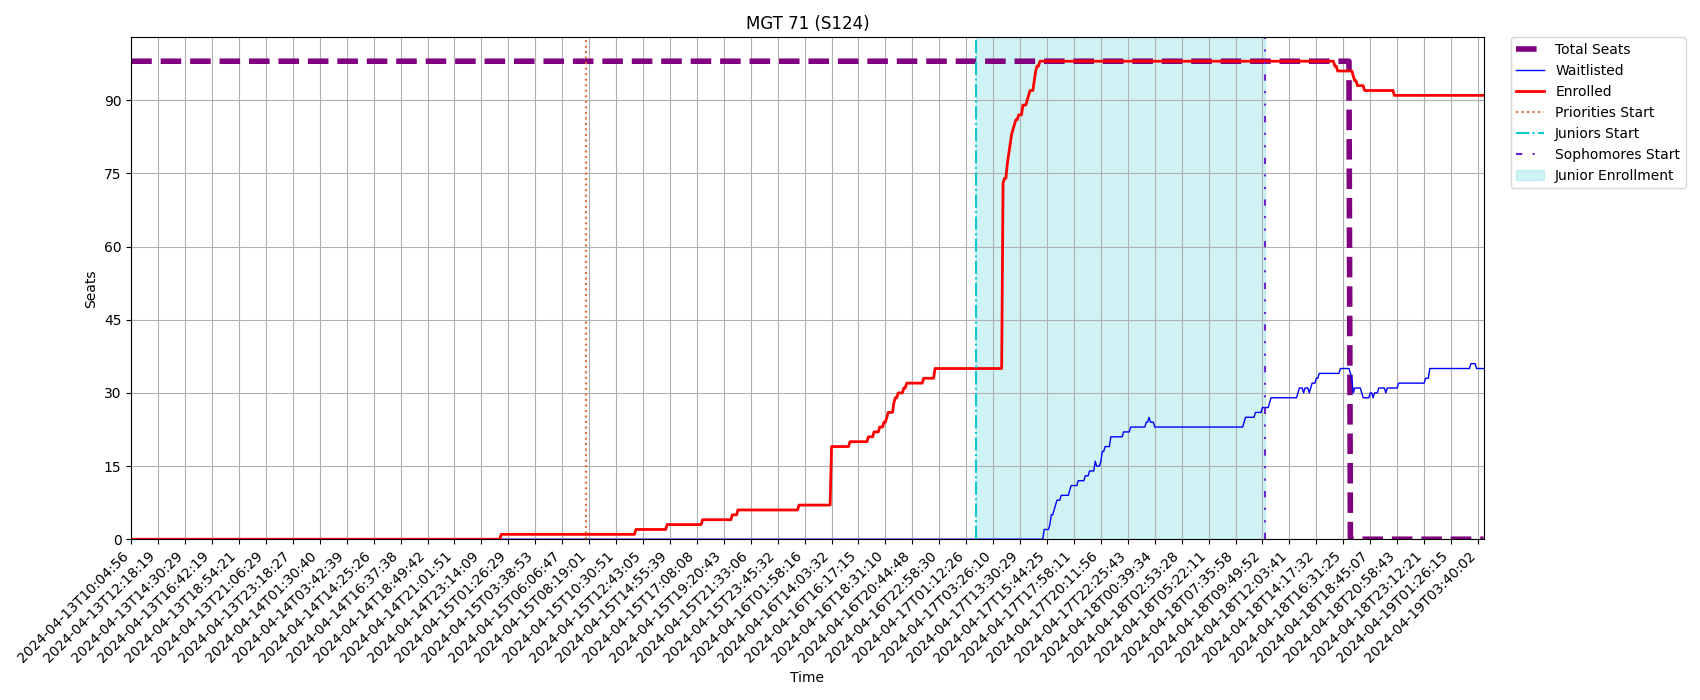 MGT 71 (S124)
Total Seats
Waitlisted
Enrolled
Priorities Start
Juniors Start
Sophomores Start
Junior Enrollment
Seats
90
75
60
45
30
15
0
2024-04-13T10:04:56
2024-04-13T12:18:19
2024-04-13T14:30:29
2024-04-13T16:42:19
2024-04-13T18:54:21
2024-04-13T21:06:29
2024-04-13T23:18:27
2024-04-14T01:30:40
2024-04-14T03:42:39
2024-04-14T14:25:26
2024-04-14T16:37:38
2024-04-14T18:49:42
2024-04-14T21:01:51
2024-04-14T23:14:09
2024-04-15T01:26:29
2024-04-15T03:38:53
2024-04-15T06:06:47
2024-04-15T08:19:01
2024-04-15T10:30:51
2024-04-15T12:43:05
2024-04-15T14:55:39
2024-04-15T17:08:08
2024-04-15T19:20:43
2024-04-15T21:33:06
2024-04-15T23:45:32
2024-04-16T01:58:16
2024-04-16T14:03:32
2024-04-16T16:17:15
2024-04-16T18:31:10
2024-04-16T20:44:48
2024-04-16T22:58:30
2024-04-17T01:12:26
2024-04-17T03:26:10
2024-04-17T13:30:29
2024-04-17T15:44:25
2024-04-17T17:58:11
2024-04-17T20:11:56
2024-04-17T22:25:43
2024-04-18T00:39:34
2024-04-18T02:53:28
2024-04-18T05:22:11
2024-04-18T07:35:58
2024-04-18T09:49:52
2024-04-18T12:03:41
2024-04-18T14:17:32
2024-04-18T16:31:25
2024-04-18T18:45:07
2024-04-18T20:58:43
2024-04-18T23:12:21
2024-04-19T01:26:15
2024-04-19T03:40:02
Time